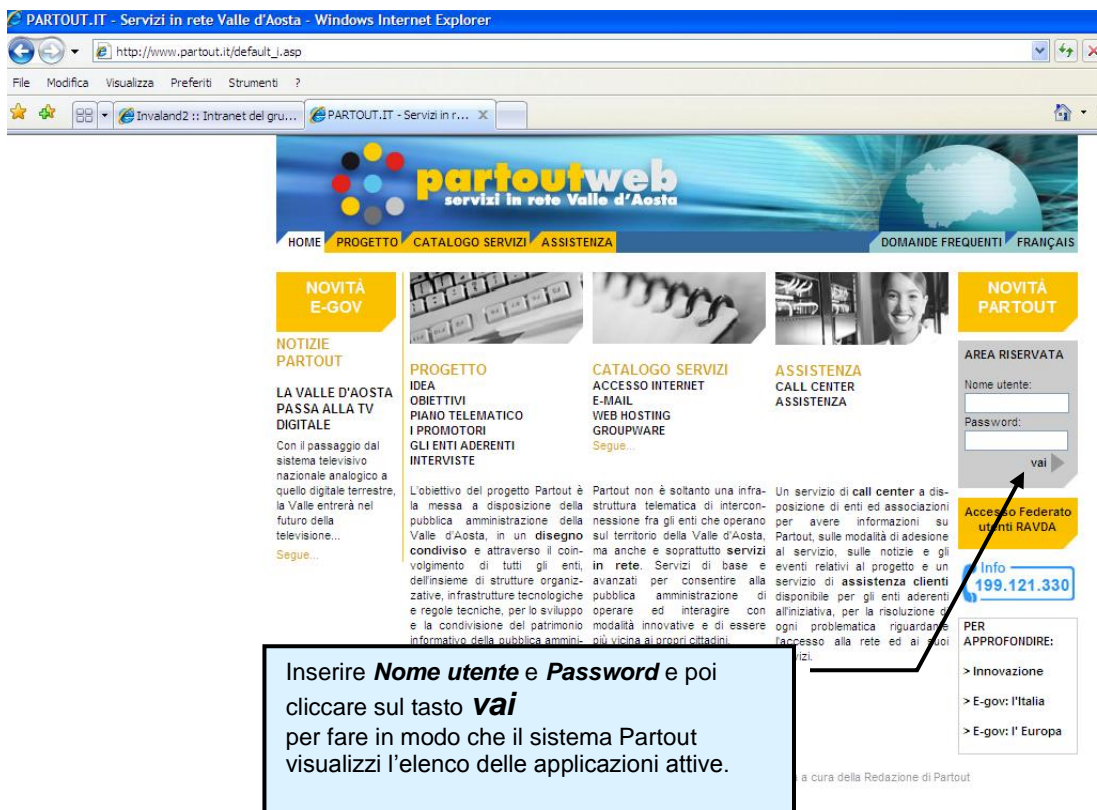 PARTOUT.IT - Servizi in rete Valle d'Aosta - Windows Internet Explorer
http://www.partout.it/default_i.asp
File Modifica Visualizza Preferiti Strumenti ?
Invaland2 :: Intranet del gru...
PARTOUT.IT - Servizi in r... X
partoutweb
servizi in rete Valle d'Aosta
HOME PROGETTO CATALOGO SERVIZI ASSISTENZA DOMANDE FREQUENTI FRANÇAIS
NOVITÀ
E-GOV
NOTIZIE
PARTOUT
LA VALLE D'AOSTA
PASSA ALLA TV
DIGITALE
Con il passaggio dal
sistema televisivo
nazionale analogico a
quello digitale terrestre,
la Valle entrerà nel
futuro della
televisione...
Segue...
PROGETTO
IDEA
OBIETTIVI
PIANO TELEMATICO
I PROMOTORI
GLI ENTI ADERENTI
INTERVISTE
L'obiettivo del progetto Partout è
la messa a disposizione della
pubblica amministrazione della
Valle d'Aosta, in un disegno
condiviso e attraverso il coin-
volgimento di tutti gli enti,
dell'insieme di strutture organiz-
zative, infrastrutture tecnologiche
e regole tecniche, per lo sviluppo
e la condivisione del patrimonio
informativo della pubblica ammini-
CATALOGO SERVIZI
ACCESSO INTERNET
E-MAIL
WEB HOSTING
GROUPWARE
Segue...
Partout non è soltanto una infra-
struttura telematica di intercon-
nessione fra gli enti che operano
sul territorio della Valle d'Aosta,
ma anche e soprattutto servizi
in rete. Servizi di base e
avanzati per consentire alla
pubblica amministrazione di
operare ed interagire con
modalità innovative e di essere
più vicina ai propri cittadini.
ASSISTENZA
CALL CENTER
ASSISTENZA
Un servizio di call center a dis-
posizione di enti ed associazioni
per avere informazioni su
Partout, sulle modalità di adesione
al servizio, sulle notizie e gli
eventi relativi al progetto e un
servizio di assistenza clienti
disponibile per gli enti aderenti
all'iniziativa, per la risoluzione di
ogni problematica riguardante
l'accesso alla rete ed ai suoi
vizi.
NOVITÀ
PARTOUT
AREA RISERVATA
Nome utente:
Password:
vai
Accesso Federato
utenti RAVDA
Info
199.121.330
PER
APPROFONDIRE:
> Innovazione
> E-gov: l'Italia
> E-gov: l' Europa
Inserire Nome utente e Password e poi
cliccare sul tasto vai
per fare in modo che il sistema Partout
visualizzi l'elenco delle applicazioni attive.
a cura della Redazione di Partout